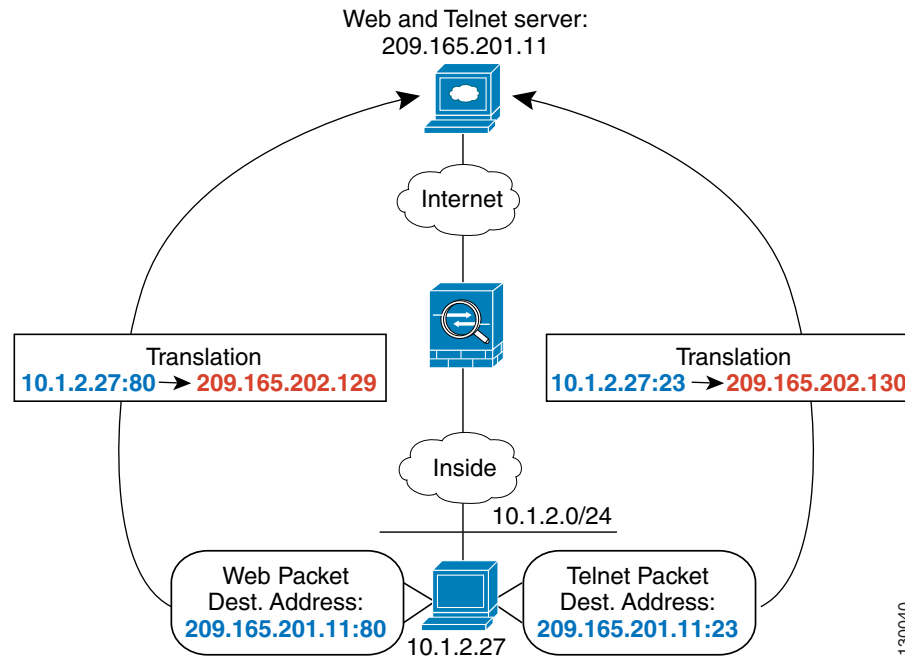 Web and Telnet server:
209.165.201.11
Internet
Translation
10.1.2.27:80 → 209.165.202.129
Translation
10.1.2.27:23 → 209.165.202.130
Inside
10.1.2.0/24
Web Packet
Dest. Address:
209.165.201.11:80
Telnet Packet
Dest. Address:
209.165.201.11:23
10.1.2.27
130040